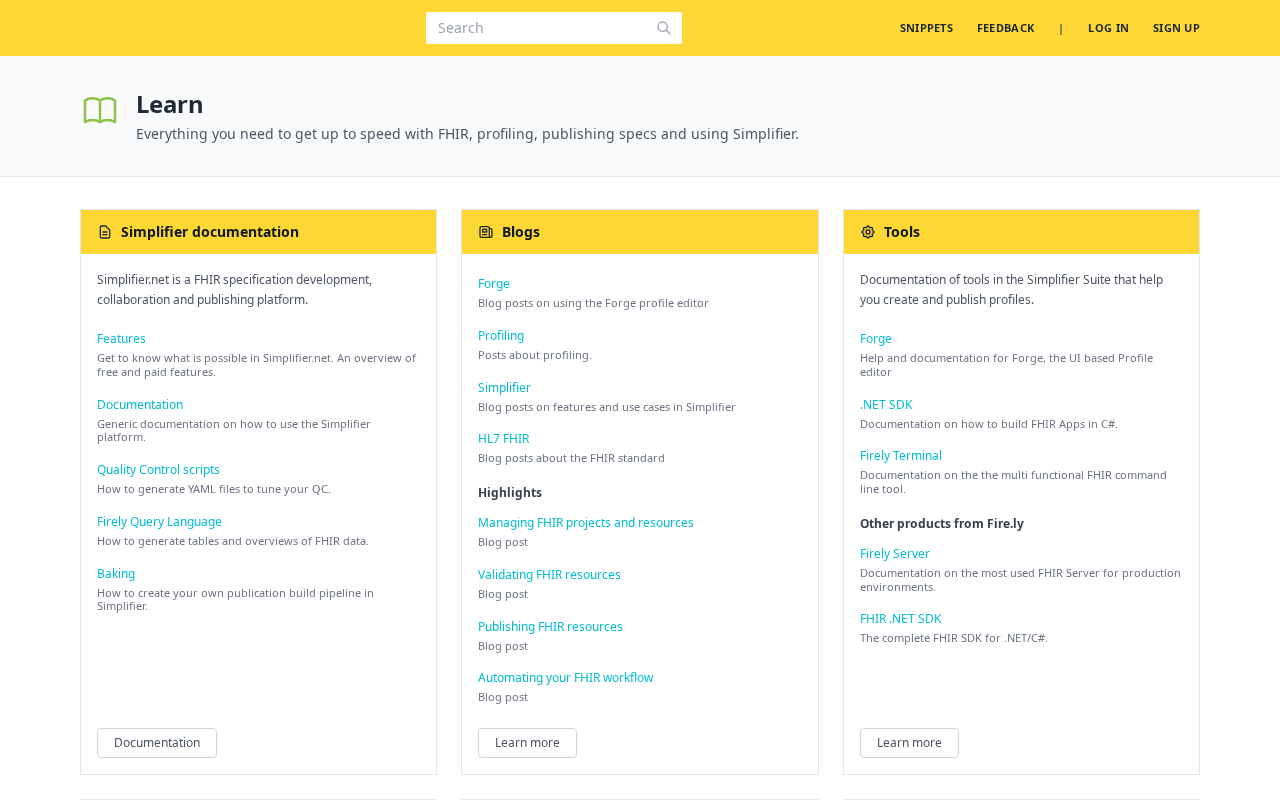 Search
SNIPPETS
FEEDBACK
|
LOG IN
SIGN UP
Learn
Everything you need to get up to speed with FHIR, profiling, publishing specs and using Simplifier.
Simplifier documentation
Simplifier.net is a FHIR specification development,
collaboration and publishing platform.
Features
Get to know what is possible in Simplifier.net. An overview of
free and paid features.
Documentation
Generic documentation on how to use the Simplifier
platform.
Quality Control scripts
How to generate YAML files to tune your QC.
Firely Query Language
How to generate tables and overviews of FHIR data.
Baking
How to create your own publication build pipeline in
Simplifier.
Documentation
Blogs
Forge
Blog posts on using the Forge profile editor
Profiling
Posts about profiling.
Simplifier
Blog posts on features and use cases in Simplifier
HL7 FHIR
Blog posts about the FHIR standard
Highlights
Managing FHIR projects and resources
Blog post
Validating FHIR resources
Blog post
Publishing FHIR resources
Blog post
Automating your FHIR workflow
Blog post
Learn more
Tools
Documentation of tools in the Simplifier Suite that help
you create and publish profiles.
Forge
Help and documentation for Forge, the UI based Profile
editor
.NET SDK
Documentation on how to build FHIR Apps in C#.
Firely Terminal
Documentation on the the multi functional FHIR command
line tool.
Other products from Fire.ly
Firely Server
Documentation on the most used FHIR Server for production
environments.
FHIR .NET SDK
The complete FHIR SDK for .NET/C#.
Learn more